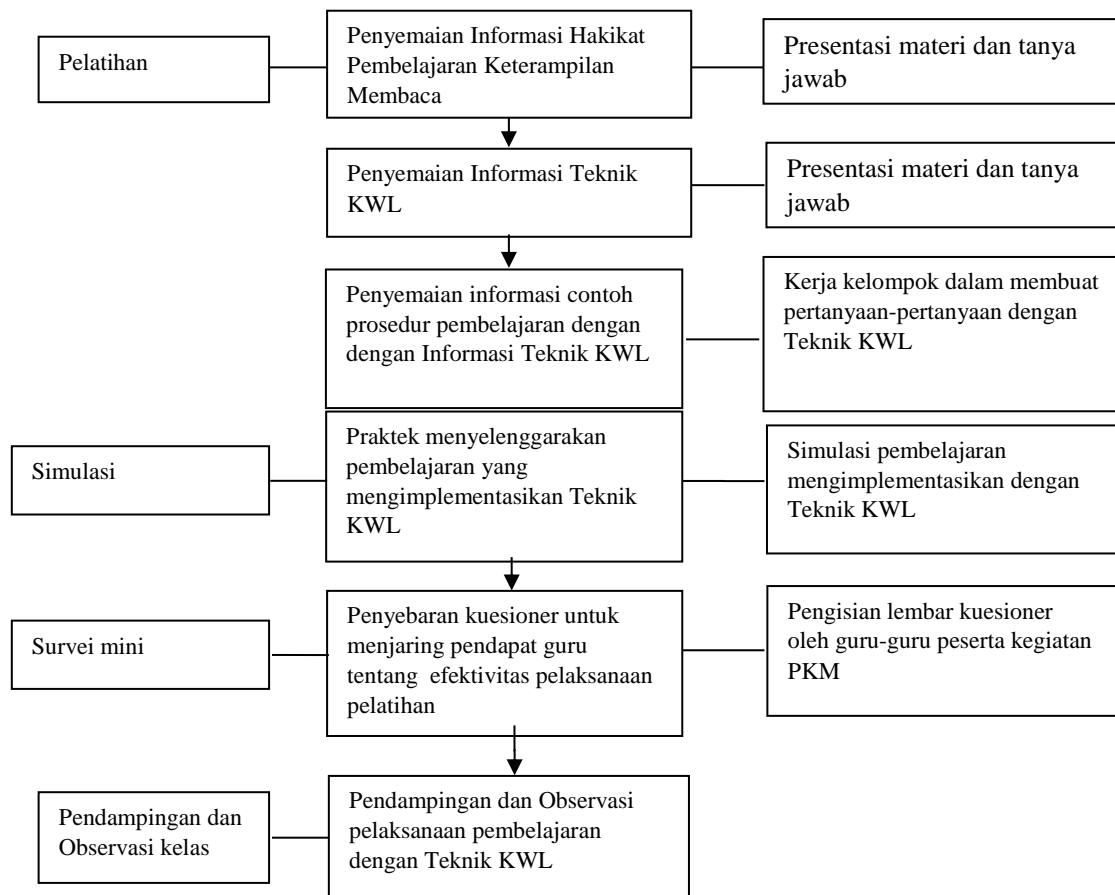 Pelatihan
Penyemaian Informasi Hakikat
Pembelajaran Keterampilan
Membaca
Presentasi materi dan tanya
jawab
Penyemaian Informasi Teknik
KWL
Presentasi materi dan tanya
jawab
Penyemaian informasi contoh
prosedur pembelajaran dengan
dengan Informasi Teknik KWL
Kerja kelompok dalam membuat
pertanyaan-pertanyaan dengan
Teknik KWL
Simulasi
Praktek menyelenggarakan
pembelajaran yang
mengimplementasikan Teknik
KWL
Simulasi pembelajaran
mengimplementasikan dengan
Teknik KWL
Survei mini
Penyebaran kuesioner untuk
menjaring pendapat guru
tentang efektivitas pelaksanaan
pelatihan
Pengisian lembar kuesioner
oleh guru-guru peserta kegiatan
PKM
Pendampingan dan
Observasi kelas
Pendampingan dan Observasi
pelaksanaan pembelajaran
dengan Teknik KWL